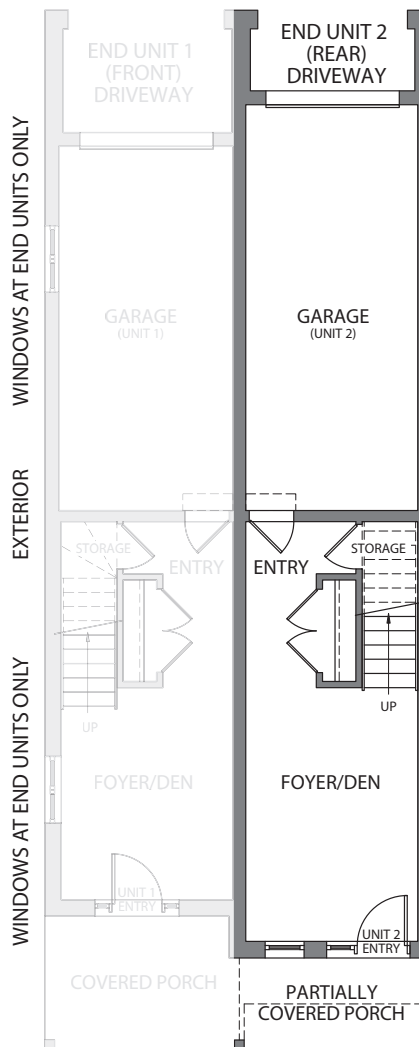 END UNIT 1
(FRONT)
DRIVEWAY
END UNIT 2
(REAR)
DRIVEWAY
WINDOWS AT END UNITS ONLY
GARAGE
(UNIT 1)
GARAGE
(UNIT 2)
EXTERIOR
STORAGE
ENTRY
ENTRY
STORAGE
UP
UP
WINDOWS AT END UNITS ONLY
FOYER/DEN
FOYER/DEN
UNIT 1
ENTRY
UNIT 2
ENTRY
COVERED PORCH
PARTIALLY
COVERED PORCH